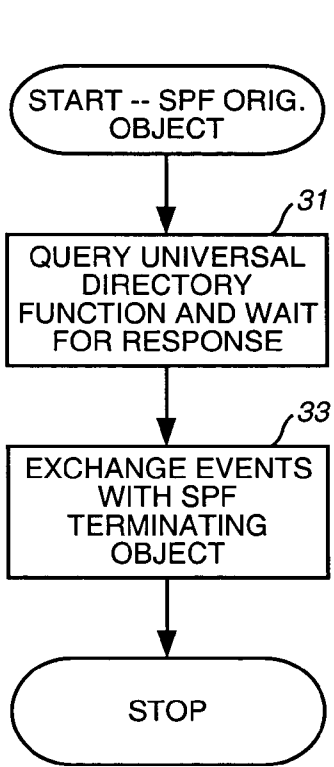 START -- SPF ORIG.
OBJECT
31
QUERY UNIVERSAL
DIRECTORY
FUNCTION AND WAIT
FOR RESPONSE
33
EXCHANGE EVENTS
WITH SPF
TERMINATING
OBJECT
STOP